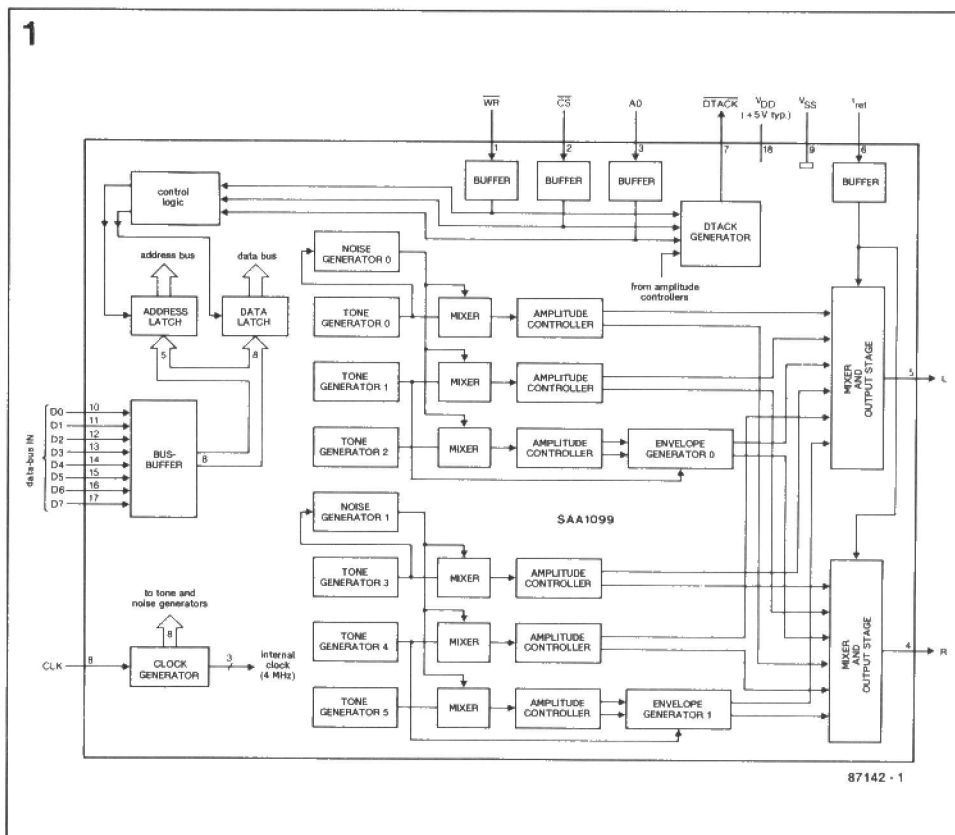 1
WR
CS
A0
DTACK
VDD
(+5V typ.)
VSS
Iref
1
2
3
7
18
9
6
BUFFER
BUFFER
BUFFER
BUFFER
control
logic
DTACK
GENERATOR
from amplitude
controllers
address bus
data bus
ADDRESS
LATCH
DATA
LATCH
5
8
NOISE
GENERATOR 0
TONE
GENERATOR 0
MIXER
AMPLITUDE
CONTROLLER
TONE
GENERATOR 1
MIXER
AMPLITUDE
CONTROLLER
TONE
GENERATOR 2
MIXER
AMPLITUDE
CONTROLLER
ENVELOPE
GENERATOR 0
MIXER
AND
OUTPUT STAGE
5
L
data-bus IN
D0
10
D1
11
D2
12
D3
13
D4
14
D5
15
D6
16
D7
17
BUS-
BUFFER
8
NOISE
GENERATOR 1
SAA1099
TONE
GENERATOR 3
MIXER
AMPLITUDE
CONTROLLER
TONE
GENERATOR 4
MIXER
AMPLITUDE
CONTROLLER
TONE
GENERATOR 5
MIXER
AMPLITUDE
CONTROLLER
ENVELOPE
GENERATOR 1
MIXER
AND
OUTPUT STAGE
4
R
to tone and
noise generators
8
CLK
8
CLOCK
GENERATOR
3
internal
clock
(4 MHz)
87142 - 1